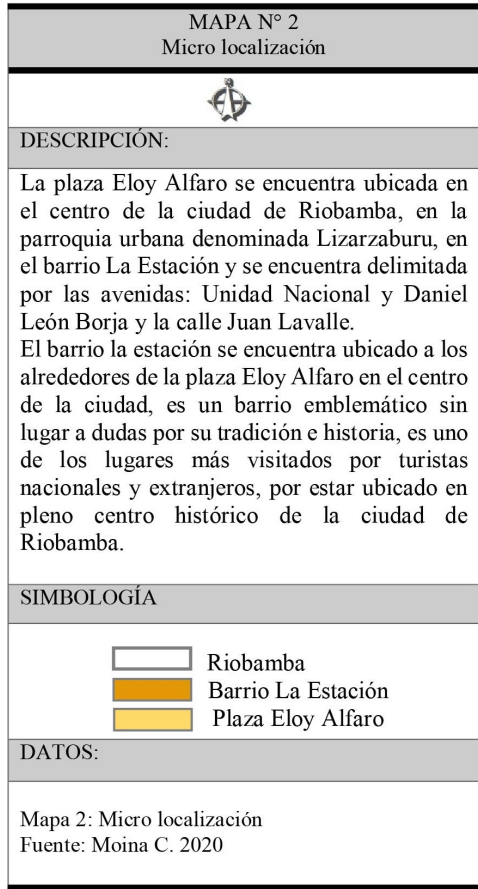 MAPA N° 2
Micro localización
DESCRIPCIÓN:
La plaza Eloy Alfaro se encuentra ubicada en
el centro de la ciudad de Riobamba, en la
parroquia urbana denominada Lizarzaburu, en
el barrio La Estación y se encuentra delimitada
por las avenidas: Unidad Nacional y Daniel
León Borja y la calle Juan Lavalle.
El barrio la estación se encuentra ubicado a los
alrededores de la plaza Eloy Alfaro en el centro
de la ciudad, es un barrio emblemático sin
lugar a dudas por su tradición e historia, es uno
de los lugares más visitados por turistas
nacionales y extranjeros, por estar ubicado en
pleno centro histórico de la ciudad de
Riobamba.
SIMBOLOGÍA
Riobamba
Barrio La Estación
Plaza Eloy Alfaro
DATOS:
Mapa 2: Micro localización
Fuente: Moina C. 2020